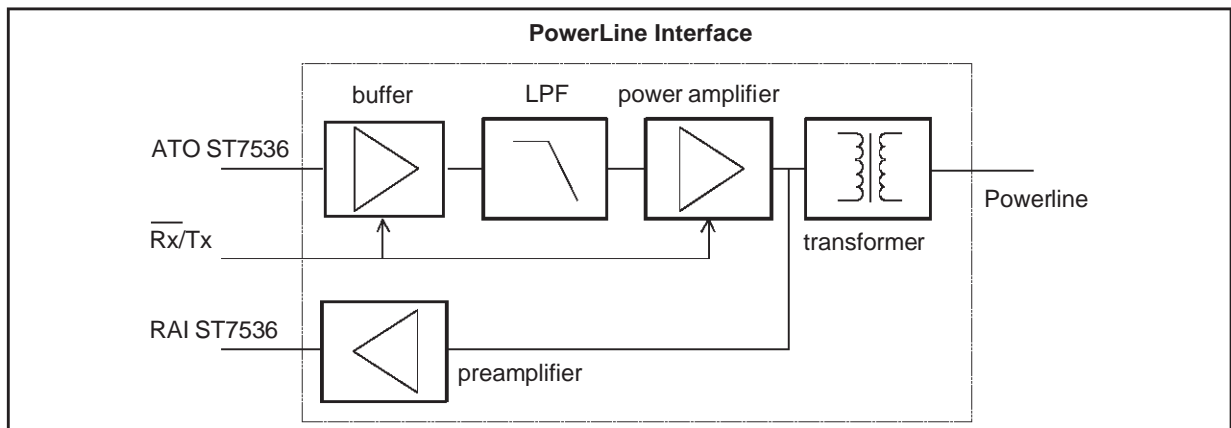 PowerLine Interface
buffer
LPF
power amplifier
ATO ST7536
Powerline
Rx/Tx
transformer
RAI ST7536
preamplifier